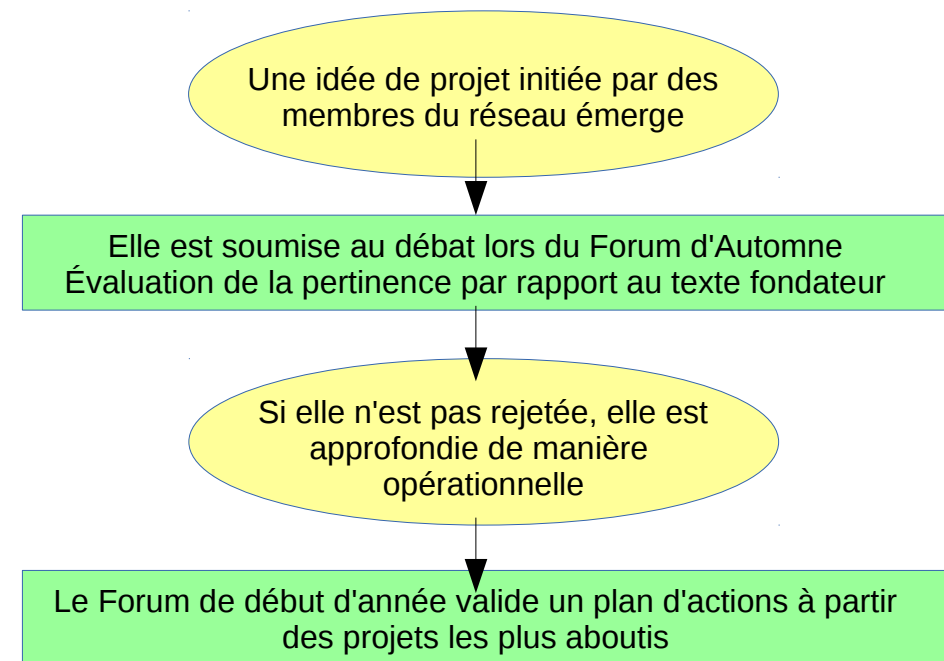 Une idée de projet initiée par des
membres du réseau émerge
Elle est soumise au débat lors du Forum d'Automne
Évaluation de la pertinence par rapport au texte fondateur
Si elle n'est pas rejetée, elle est
approfondie de manière
opérationnelle
Le Forum de début d'année valide un plan d'actions à partir
des projets les plus aboutis